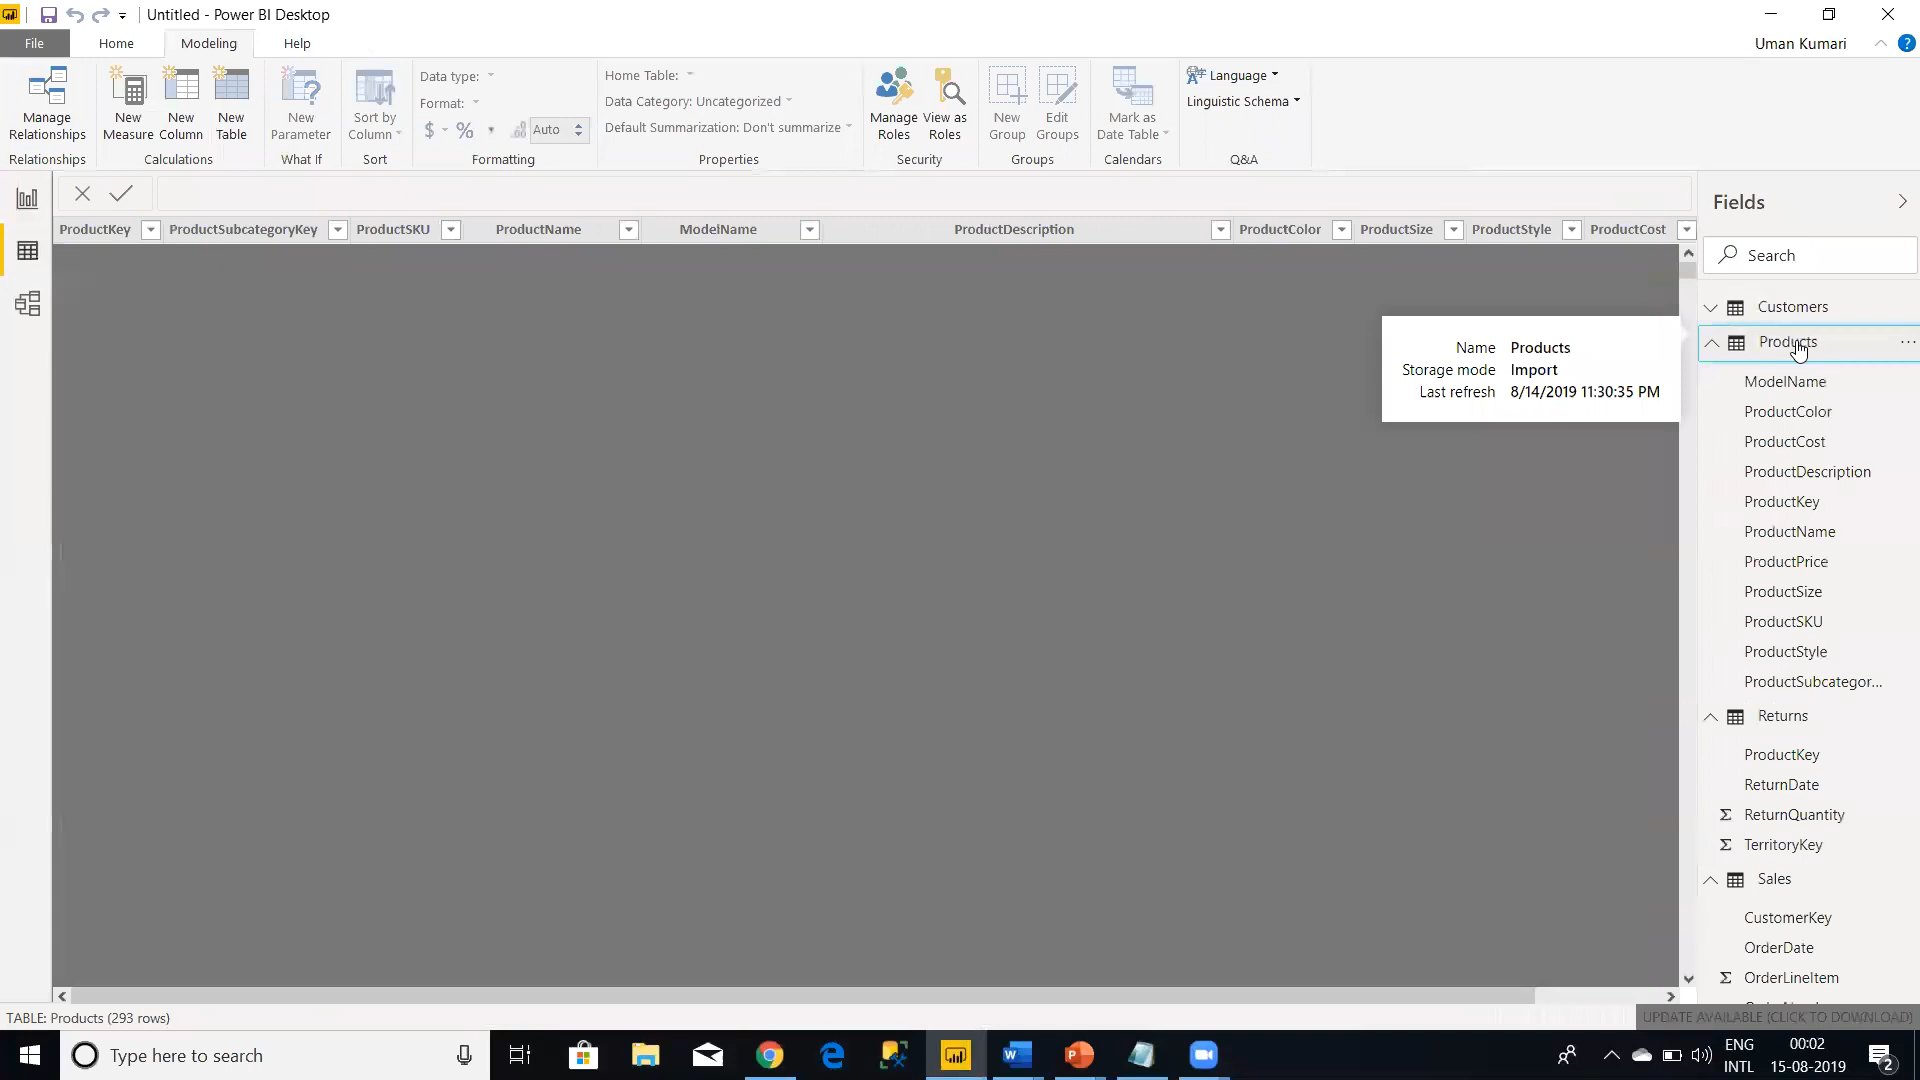 Untitled - Power BI Desktop
File
Home
Modeling
Help
Uman Kumari
Manage
Relationships
New
Measure
New
Column
New
Table
New
Parameter
Sort by
Column
Data type:
Format:
$
%
Auto
Home Table:
Data Category: Uncategorized
Default Summarization: Don't summarize
Manage
Roles
View as
Roles
New
Group
Edit
Groups
Mark as
Date Table
Language
Linguistic Schema
Relationships
Calculations
What If
Sort
Formatting
Properties
Security
Groups
Calendars
Q&A
ProductKey
ProductSubcategoryKey
ProductSKU
ProductName
ModelName
ProductDescription
ProductColor
ProductSize
ProductStyle
ProductCost
Name Products
Storage mode Import
Last refresh 8/14/2019 11:30:35 PM
Fields
Search
Customers
Products
ModelName
ProductColor
ProductCost
ProductDescription
ProductKey
ProductName
ProductPrice
ProductSize
ProductSKU
ProductStyle
ProductSubcategor...
Returns
ProductKey
ReturnDate
Σ ReturnQuantity
Σ TerritoryKey
Sales
CustomerKey
OrderDate
Σ OrderLineItem
TABLE: Products (293 rows)
UPDATE AVAILABLE (CLICK TO DOWNLOAD)
Type here to search
ENG
INTL
00:02
15-08-2019
2